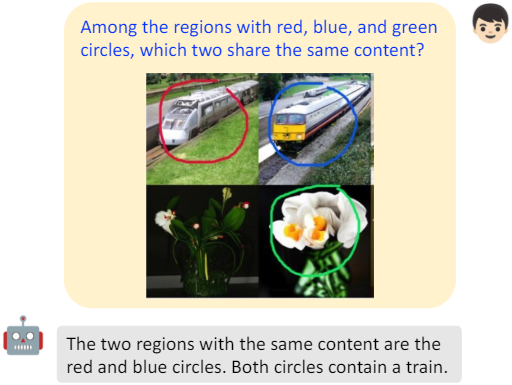 Among the regions with red, blue, and green
circles, which two share the same content?
The two regions with the same content are the
red and blue circles. Both circles contain a train.